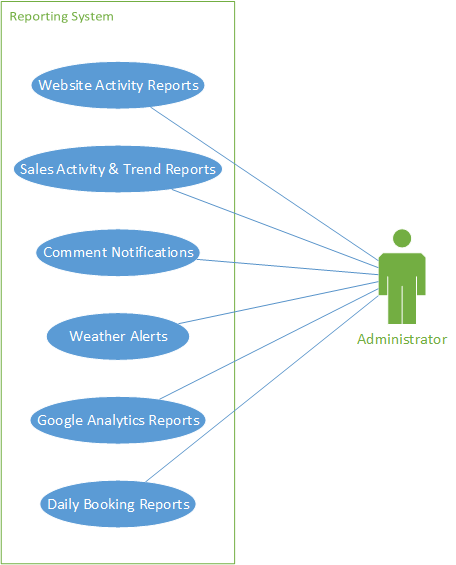 Reporting System
Website Activity Reports
Sales Activity & Trend Reports
Comment Notifications
Weather Alerts
Administrator
Google Analytics Reports
Daily Booking Reports